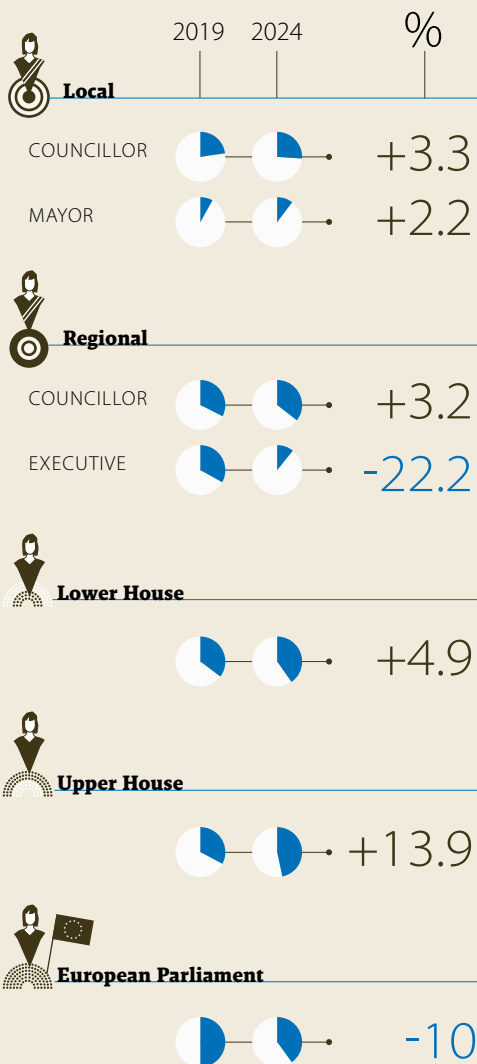 2019 2024 %
Local
COUNCILLOR +3.3
MAYOR +2.2
Regional
COUNCILLOR +3.2
EXECUTIVE -22.2
Lower House
+4.9
Upper House
+13.9
European Parliament
-10